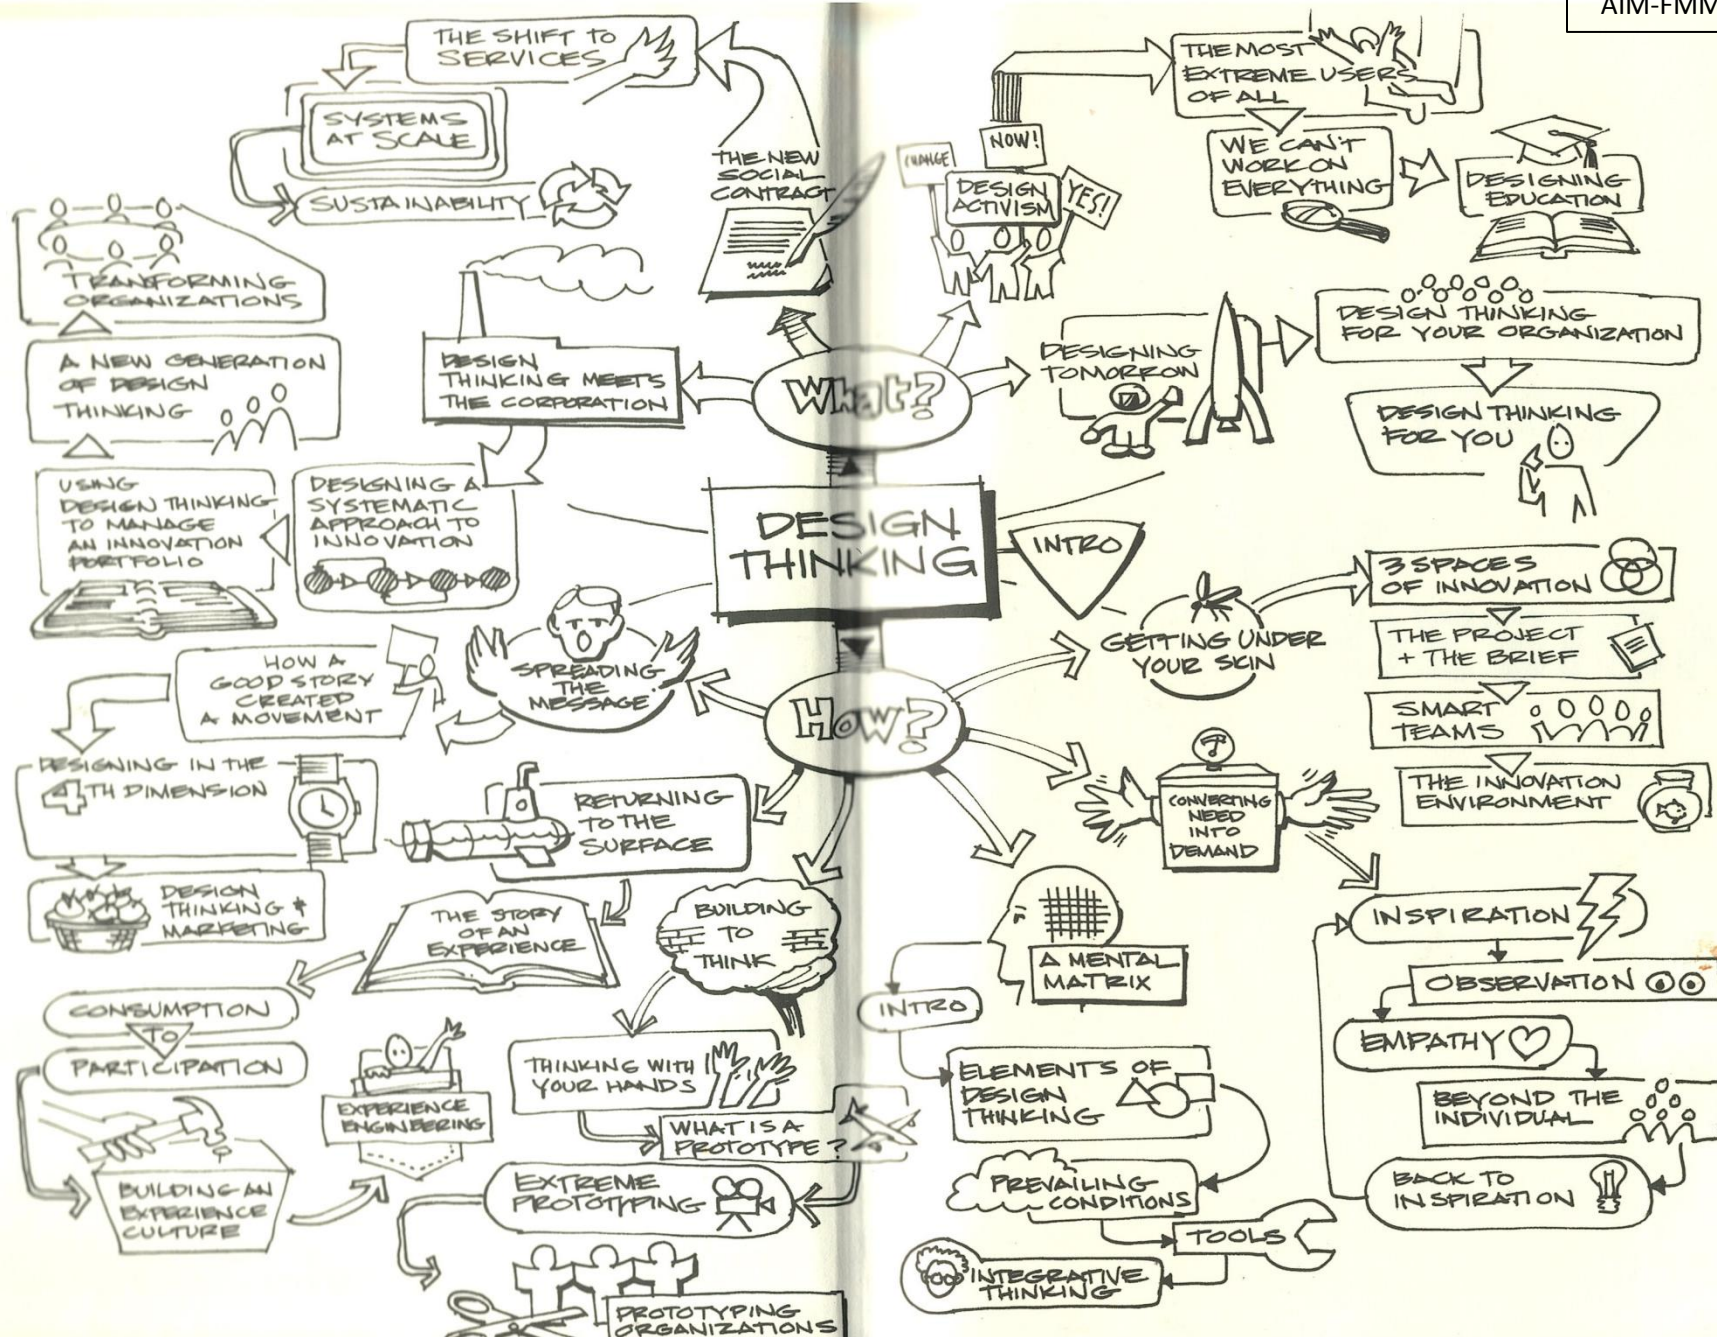 AIM-FMM
THE SHIFT TO
SERVICES
SYSTEMS
AT SCALE
SUSTAINABILITY
THE NEW
SOCIAL
CONTRACT
TRANSFORMING
ORGANIZATIONS
A NEW GENERATION
OF DESIGN
THINKING
USING
DESIGN THINKING
TO MANAGE
AN INNOVATION
PORTFOLIO
DESIGNING A
SYSTEMATIC
APPROACH TO
INNOVATION
DESIGN
THINKING MEETS
THE CORPORATION
What?
CHANGE
NOW!
DESIGN
ACTIVISM
YES!
THE MOST
EXTREME USERS
OF ALL
WE CAN'T
WORK ON
EVERYTHING
DESIGNING
EDUCATION
DESIGNING
TOMORROW
DESIGN THINKING
FOR YOUR ORGANIZATION
DESIGN THINKING
FOR YOU
DESIGN
THINKING
INTRO
How?
SPREADING
THE
MESSAGE
HOW A
GOOD STORY
CREATED
A MOVEMENT
DESIGNING IN THE
4TH DIMENSION
DESIGN
THINKING &
MARKETING
RETURNING
TO THE
SURFACE
THE STORY
OF AN
EXPERIENCE
CONSUMPTION
TO
PARTICIPATION
BUILDING AN
EXPERIENCE
CULTURE
EXPERIENCE
ENGINEERING
BUILDING
TO
THINK
THINKING WITH
YOUR HANDS
WHAT IS A
PROTOTYPE?
EXTREME
PROTOTYPING
PROTOTYPING
ORGANIZATIONS
GETTING UNDER
YOUR SKIN
3 SPACES
OF INNOVATION
THE PROJECT
+ THE BRIEF
SMART
TEAMS
THE INNOVATION
ENVIRONMENT
CONVERTING
NEED
INTO
DEMAND
INSPIRATION
OBSERVATION
EMPATHY
BEYOND THE
INDIVIDUAL
BACK TO
INSPIRATION
A MENTAL
MATRIX
INTRO
ELEMENTS OF
DESIGN
THINKING
PREVAILING
CONDITIONS
TOOLS
INTEGRATIVE
THINKING